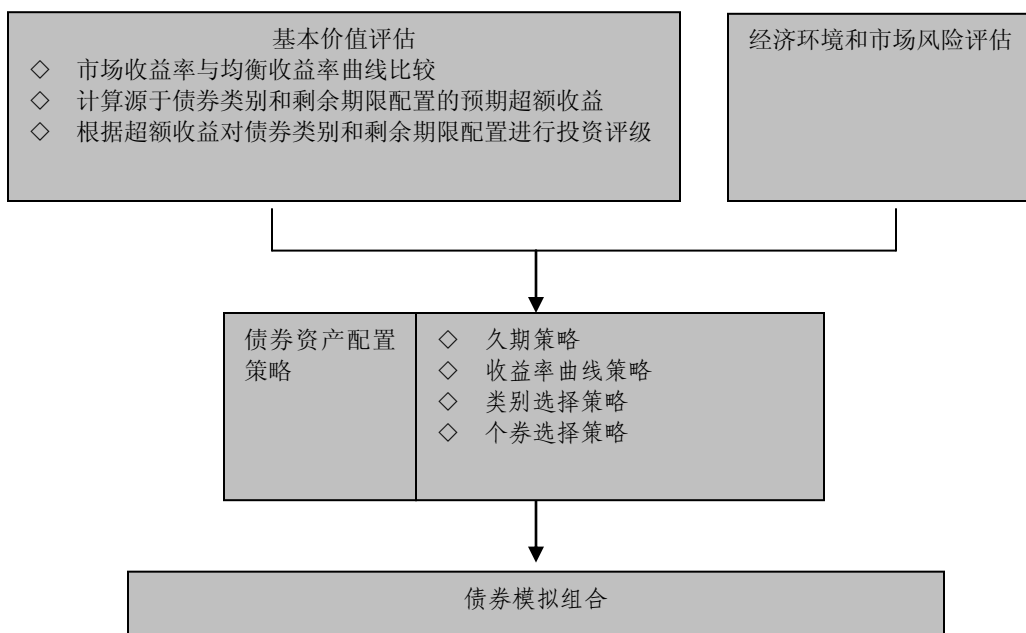 基本价值评估
◇ 市场收益率与均衡收益率曲线比较
◇ 计算源于债券类别和剩余期限配置的预期超额收益
◇ 根据超额收益对债券类别和剩余期限配置进行投资评级
经济环境和市场风险评估
债券资产配置
策略
◇ 久期策略
◇ 收益率曲线策略
◇ 类别选择策略
◇ 个券选择策略
债券模拟组合